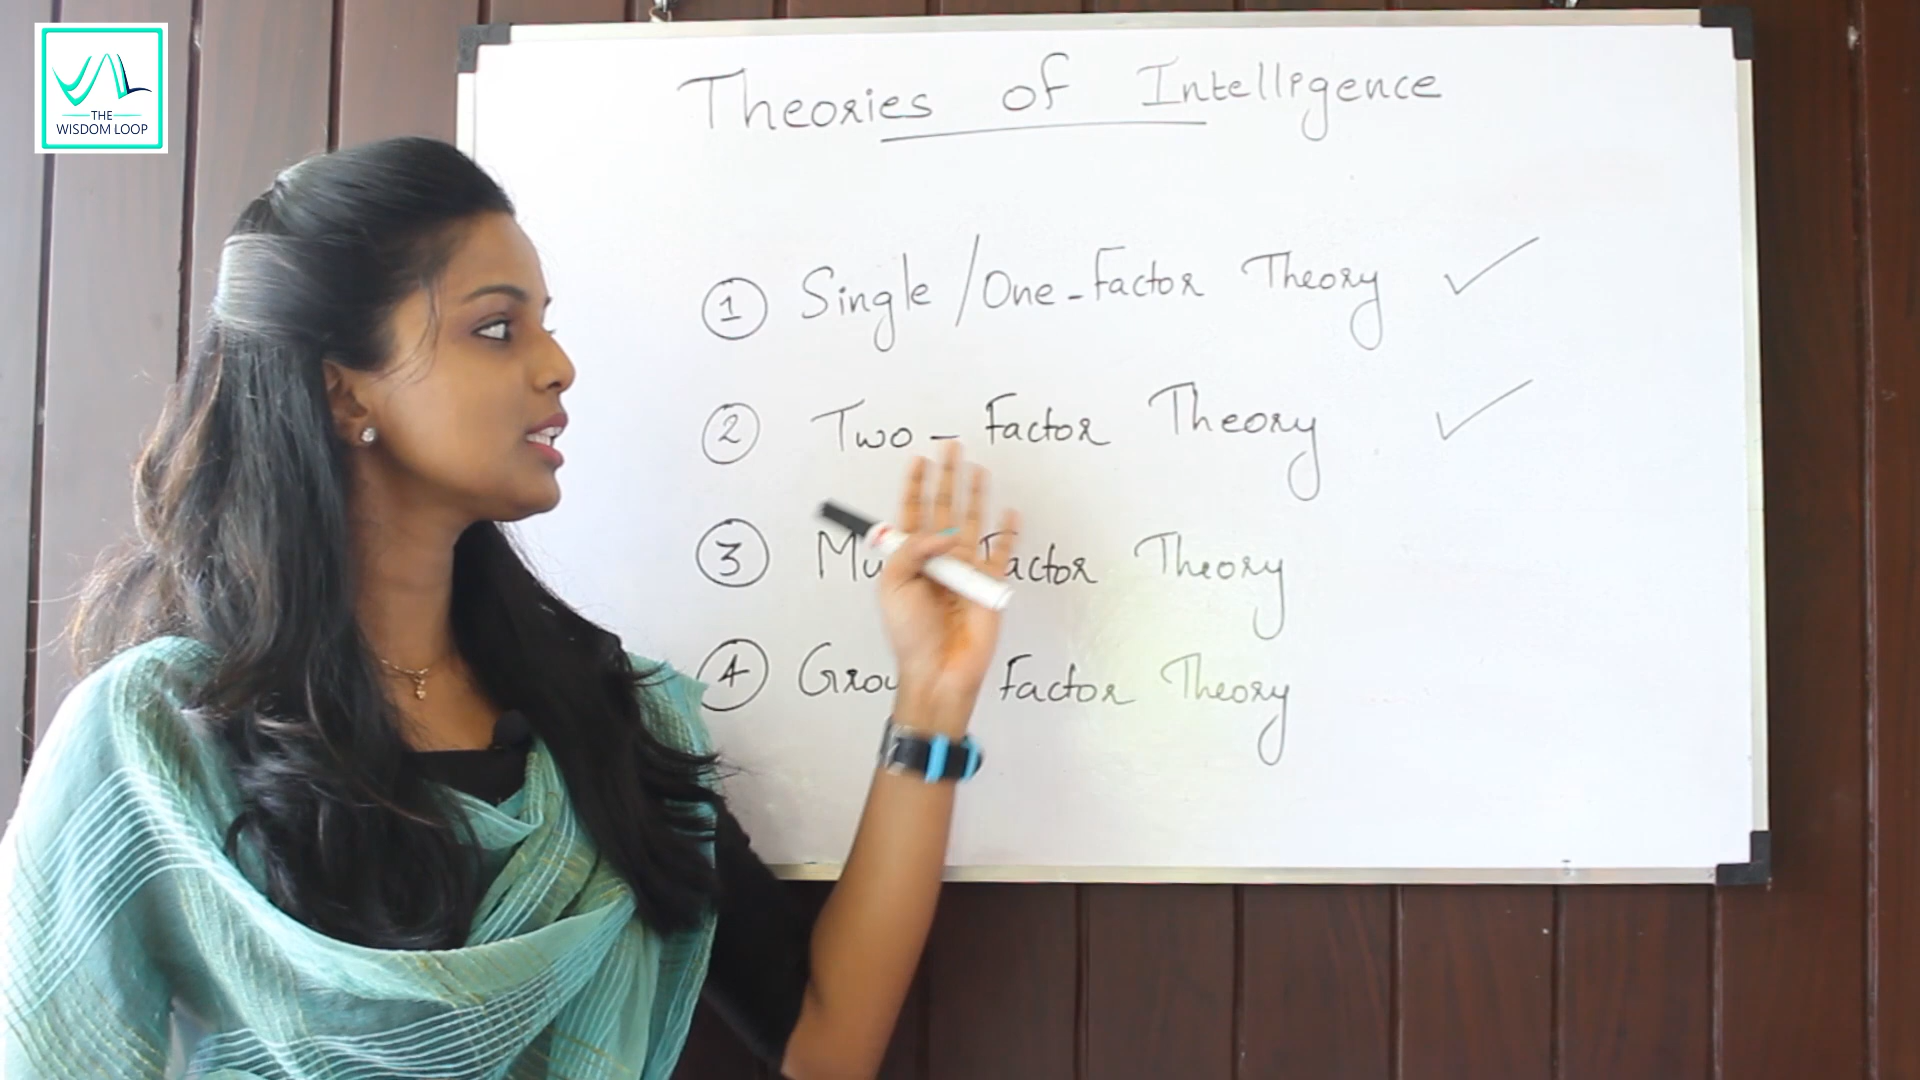 THE
WISDOM LOOP
Theories of Intelligence
1 Single/One-Factor Theory ✓
2 Two-Factor Theory ✓
3 Factor Theory
4 Factor Theory